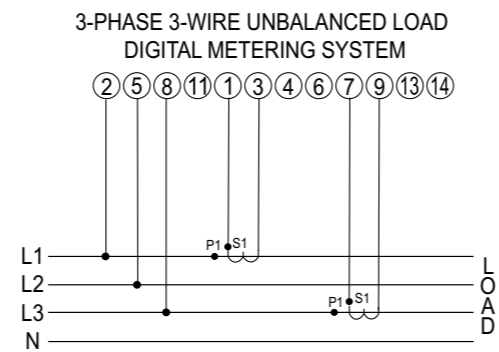 3-PHASE 3-WIRE UNBALANCED LOAD
DIGITAL METERING SYSTEM
2 5 8 11 1 3 4 6 7 9 13 14
L1 P1 S1
L2
L3 P1 S1
N
LOAD